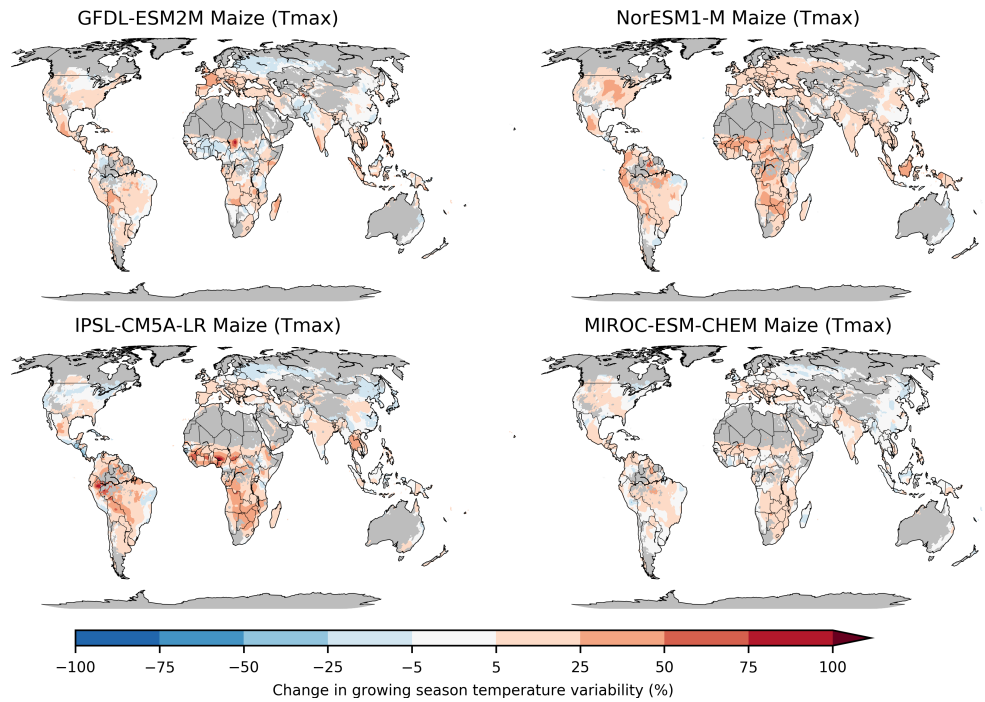 GFDL-ESM2M Maize (Tmax)
NorESM1-M Maize (Tmax)
IPSL-CM5A-LR Maize (Tmax)
MIROC-ESM-CHEM Maize (Tmax)
−100 −75 −50 −25 −5 5 25 50 75 100
Change in growing season temperature variability (%)